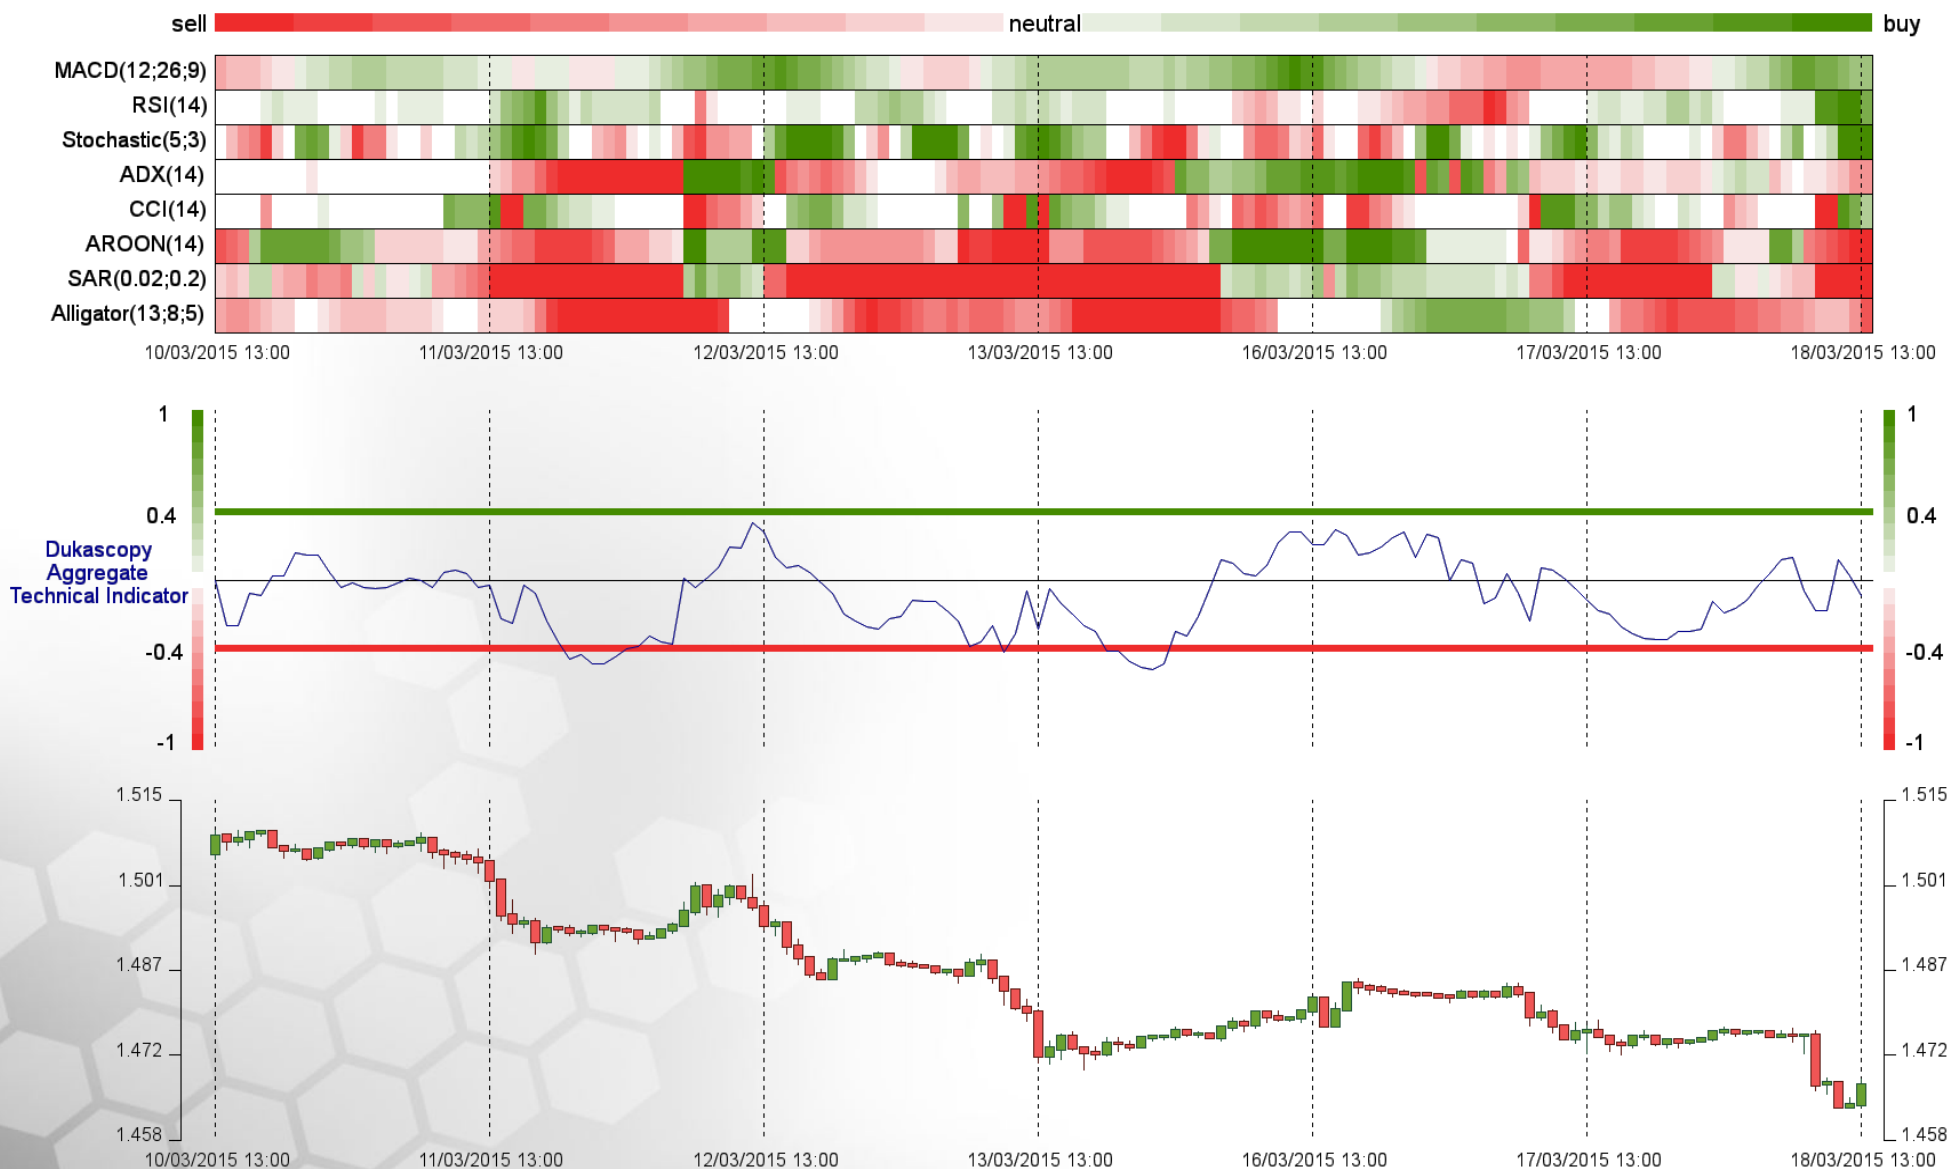 sell neutral buy
MACD(12;26;9)
RSI(14)
Stochastic(5;3)
ADX(14)
CCI(14)
AROON(14)
SAR(0.02;0.2)
Alligator(13;8;5)
10/03/2015 13:00 11/03/2015 13:00 12/03/2015 13:00 13/03/2015 13:00 16/03/2015 13:00 17/03/2015 13:00 18/03/2015 13:00
1 1
0.4 0.4
Dukascopy
Aggregate
Technical Indicator
-0.4 -0.4
-1 -1
1.515 1.515
1.501 1.501
1.487 1.487
1.472 1.472
1.458 1.458
10/03/2015 13:00 11/03/2015 13:00 12/03/2015 13:00 13/03/2015 13:00 16/03/2015 13:00 17/03/2015 13:00 18/03/2015 13:00